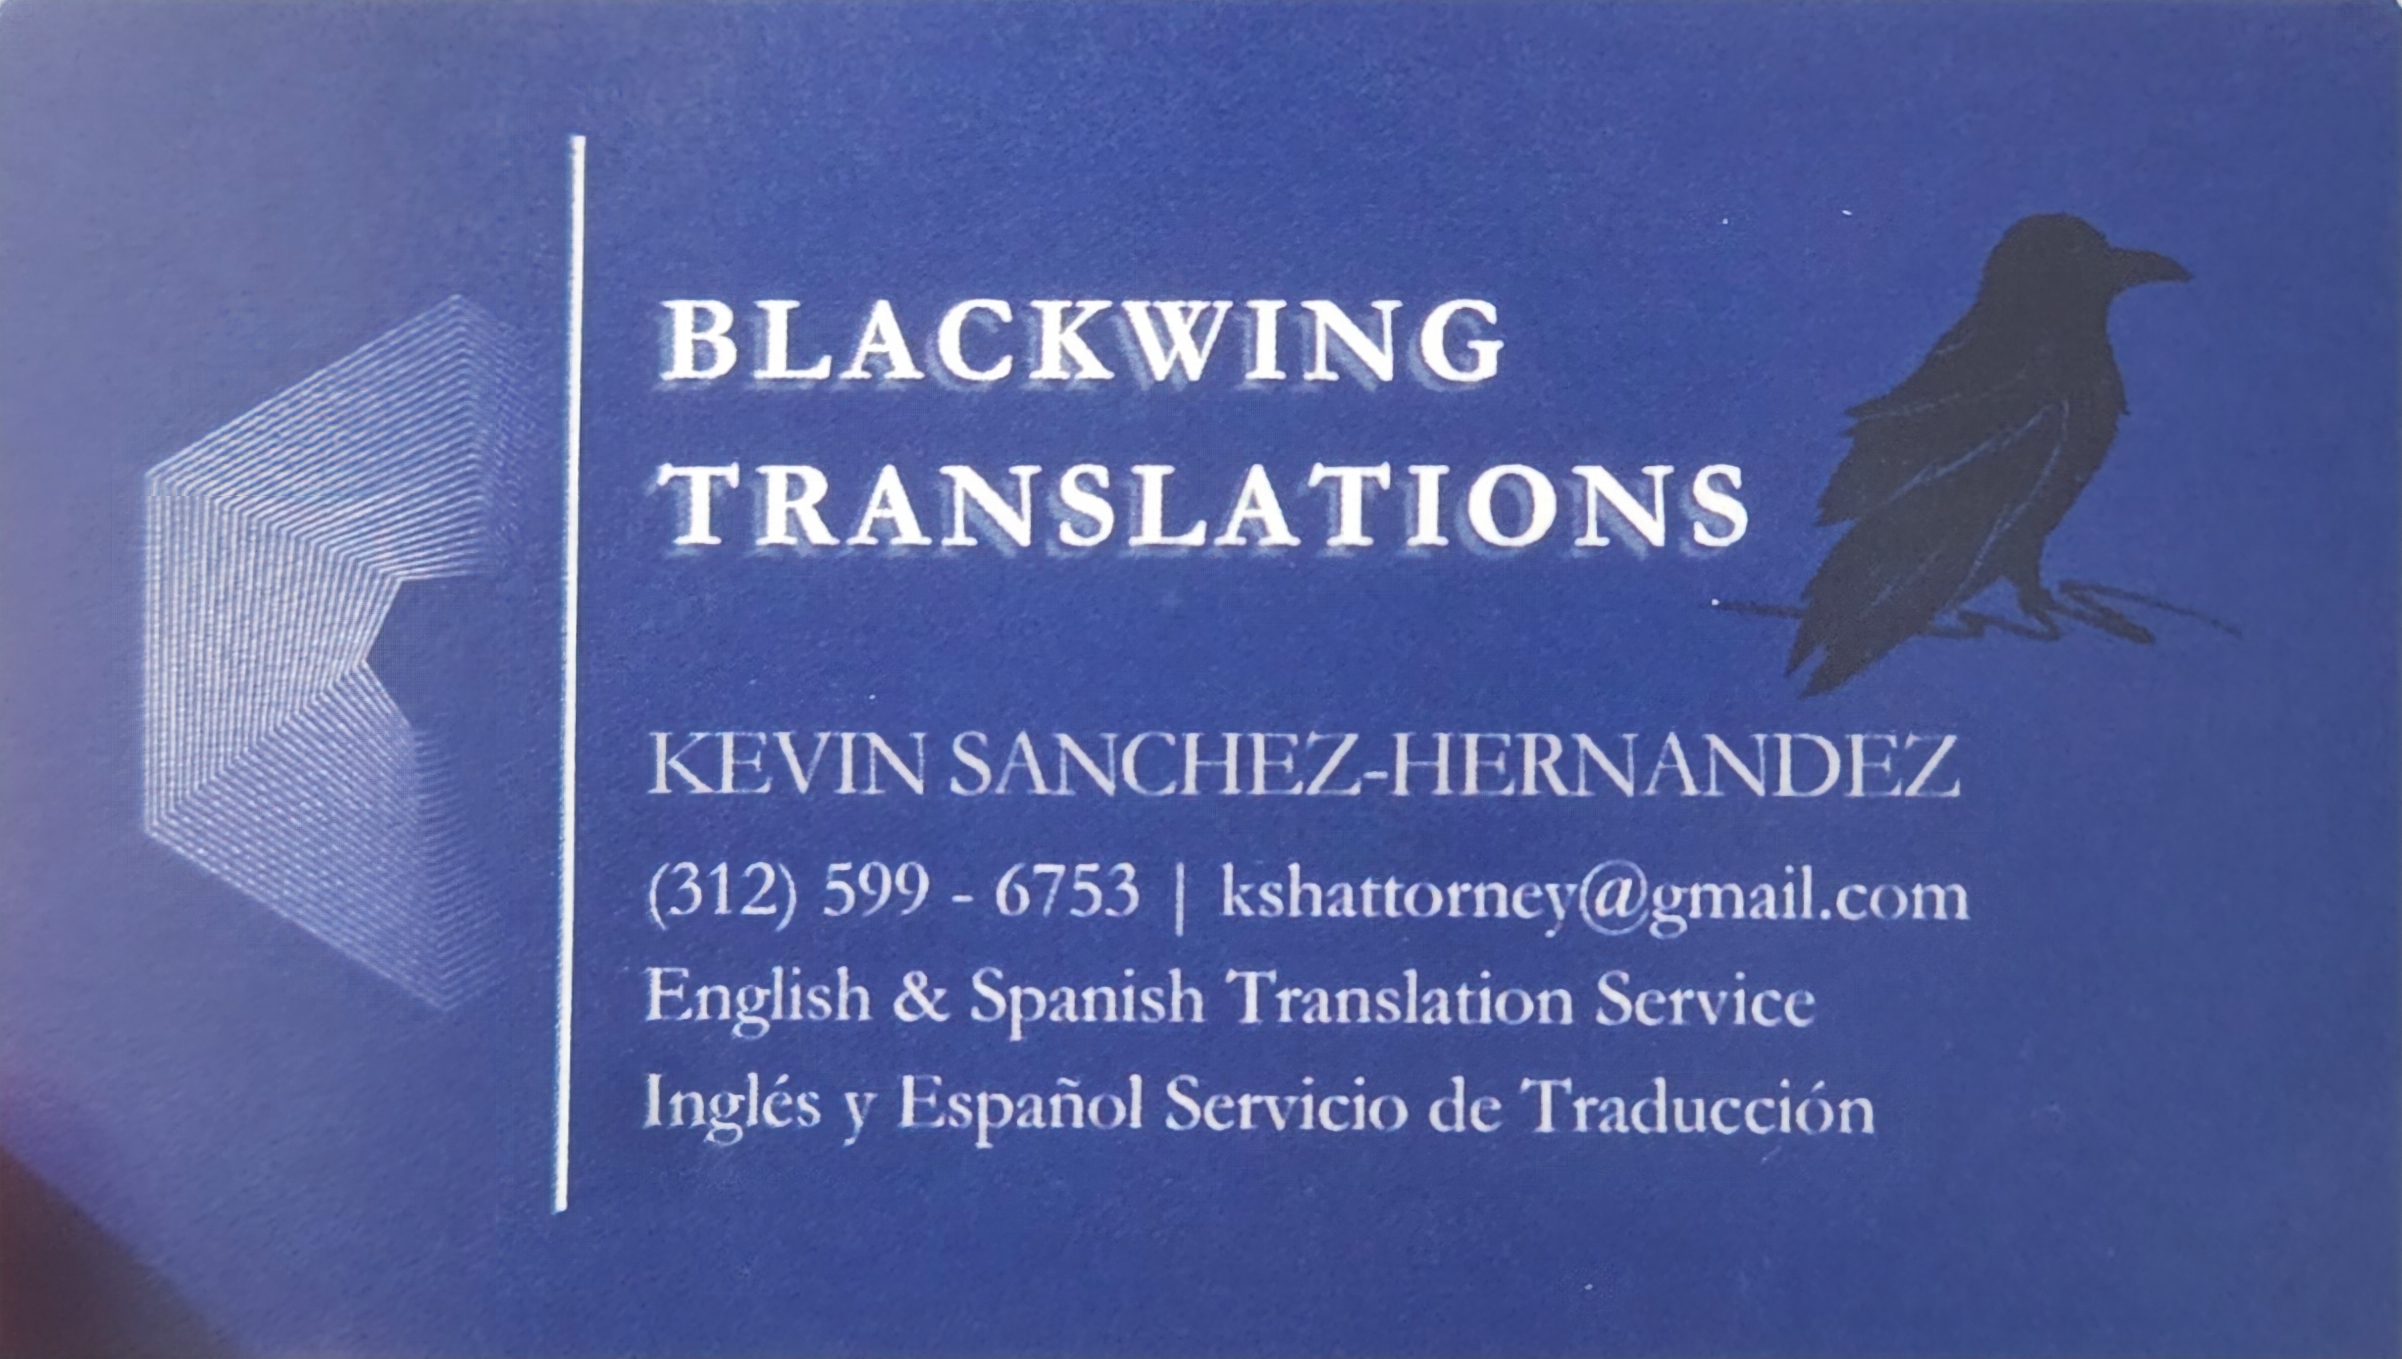 BLACKWING
TRANSLATIONS
KEVIN SANCHEZ-HERNANDEZ
(312) 599 - 6753 | kshattorney@gmail.com
English & Spanish Translation Service
Inglés y Español Servicio de Traducción